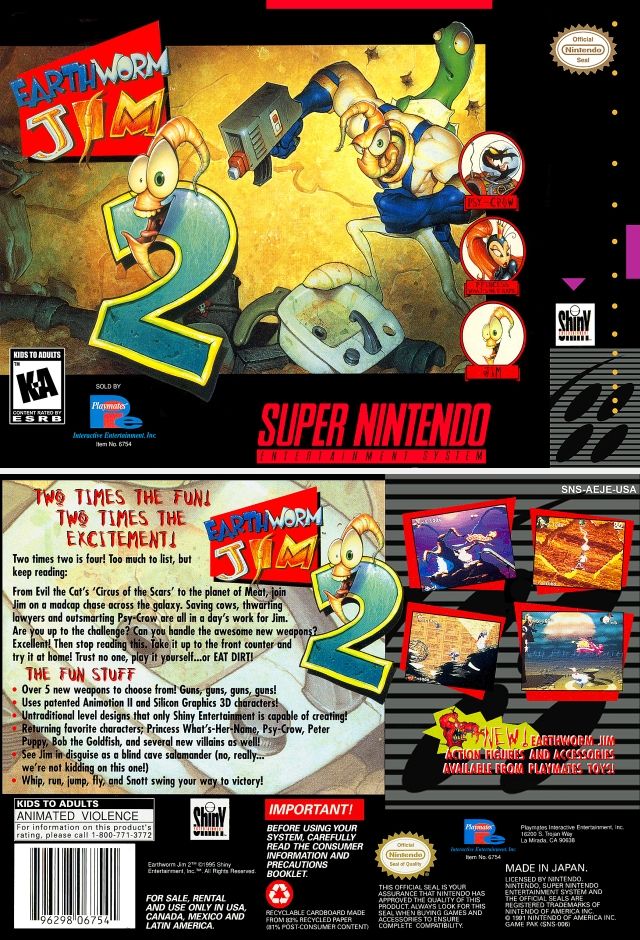 EARTHWORM
JIM
2
Official
Nintendo
Seal
PSY-CROW
PRINCESS
WHAT'S-HER-NAME
JIM
Shiny
ENTERTAINMENT
KIDS TO ADULTS
K-A
CONTENT RATED BY
ESRB
SOLD BY
Playmates
Interactive Entertainment, Inc.
Item No. 6754
SUPER NINTENDO
ENTERTAINMENT SYSTEM
SNS-AEJE-USA
TWO TIMES THE FUN!
TWO TIMES THE
EXCITEMENT!
EARTHWORM
JIM
2
Two times two is four! Too much to list, but
keep reading:
From Evil the Cat's 'Circus of the Scars' to the planet of Meat, join
Jim on a madcap chase across the galaxy. Saving cows, thwarting
lawyers and outsmarting Psy-Crow are all in a day's work for Jim.
Are you up to the challenge? Can you handle the awesome new weapons?
Excellent! Then stop reading this. Take it up to the front counter and
try it at home! Trust no one, play it yourself...or EAT DIRT!
THE FUN STUFF
• Over 5 new weapons to choose from! Guns, guns, guns, guns!
• Uses patented Animotion II and Silicon Graphics 3D characters!
• Untraditional level designs that only Shiny Entertainment is capable of creating!
• Returning favorite characters; Princess What's-Her-Name, Psy-Crow, Peter
Puppy, Bob the Goldfish, and several new villains as well!
• See Jim in disguise as a blind cave salamander (no, really...
we're not kidding on this one!)
• Whip, run, jump, fly, and Snott swing your way to victory!
NEW! EARTHWORM JIM
ACTION FIGURES AND ACCESSORIES
AVAILABLE FROM PLAYMATES TOYS!
KIDS TO ADULTS
ANIMATED VIOLENCE
For information on this product's
rating, please call 1-800-771-3772
96298 06754
Shiny
ENTERTAINMENT
Earthworm Jim 2™ ©1995 Shiny
Entertainment, Inc.™. All Rights Reserved.
FOR SALE, RENTAL
AND USE ONLY IN USA,
CANADA, MEXICO AND
LATIN AMERICA.
IMPORTANT!
BEFORE USING YOUR
SYSTEM, CAREFULLY
READ THE CONSUMER
INFORMATION AND
PRECAUTIONS
BOOKLET.
RECYCLABLE CARDBOARD MADE
FROM 83% RECYCLED PAPER
(81% POST-CONSUMER CONTENT)
Official
Nintendo
Seal of Quality
THIS OFFICIAL SEAL IS YOUR
ASSURANCE THAT NINTENDO HAS
APPROVED THE QUALITY OF THIS
PRODUCT. ALWAYS LOOK FOR THIS
SEAL WHEN BUYING GAMES AND
ACCESSORIES TO ENSURE
COMPLETE COMPATIBILITY.
Playmates
Interactive Entertainment, Inc.
Item No. 6754
Playmates Interactive Entertainment, Inc.
16200 S. Trojan Way
La Mirada, CA 90638
MADE IN JAPAN.
LICENSED BY NINTENDO.
NINTENDO, SUPER NINTENDO
ENTERTAINMENT SYSTEM AND
THE OFFICIAL SEALS ARE
REGISTERED TRADEMARKS OF
NINTENDO OF AMERICA INC.
© 1991 NINTENDO OF AMERICA INC.
GAME PAK (SNS-006)